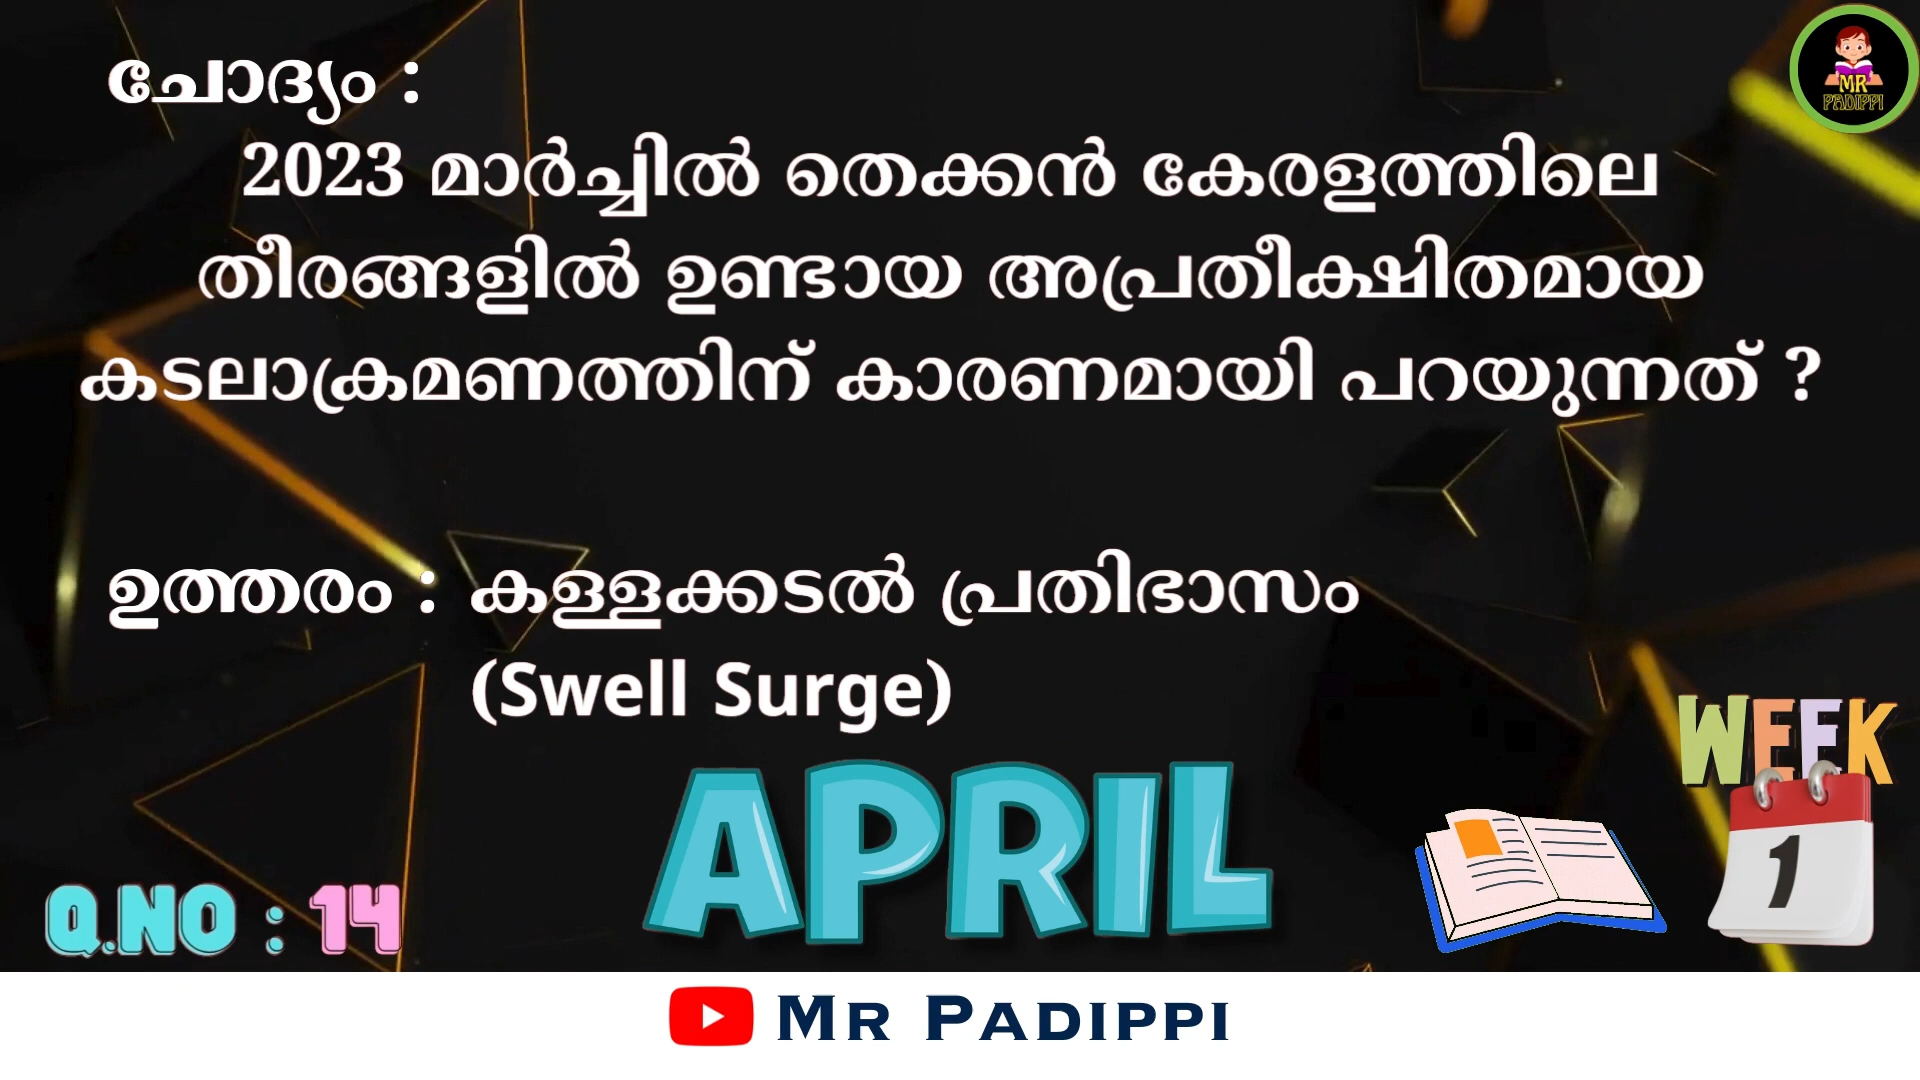 MR
PADIPPI
ചോദ്യം :
2023 മാർച്ചിൽ തെക്കൻ കേരളത്തിലെ
തീരങ്ങളിൽ ഉണ്ടായ അപ്രതീക്ഷിതമായ
കടലാക്രമണത്തിന് കാരണമായി പറയുന്നത് ?
ഉത്തരം : കള്ളക്കടൽ പ്രതിഭാസം
(Swell Surge)
WEEK
1
APRIL
Q.NO : 14
MR PADIPPI